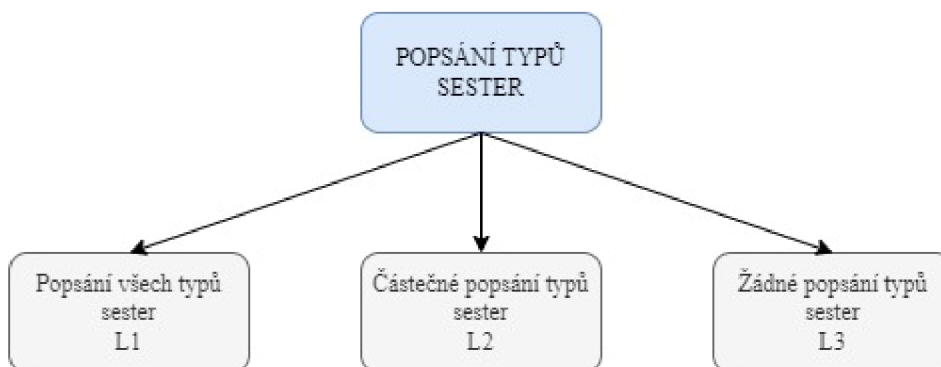 POPSÁNÍ TYPŮ
SESTER
Popsání všech typů
sester
L1
Částečné popsání typů
sester
L2
Žádné popsání typů
sester
L3